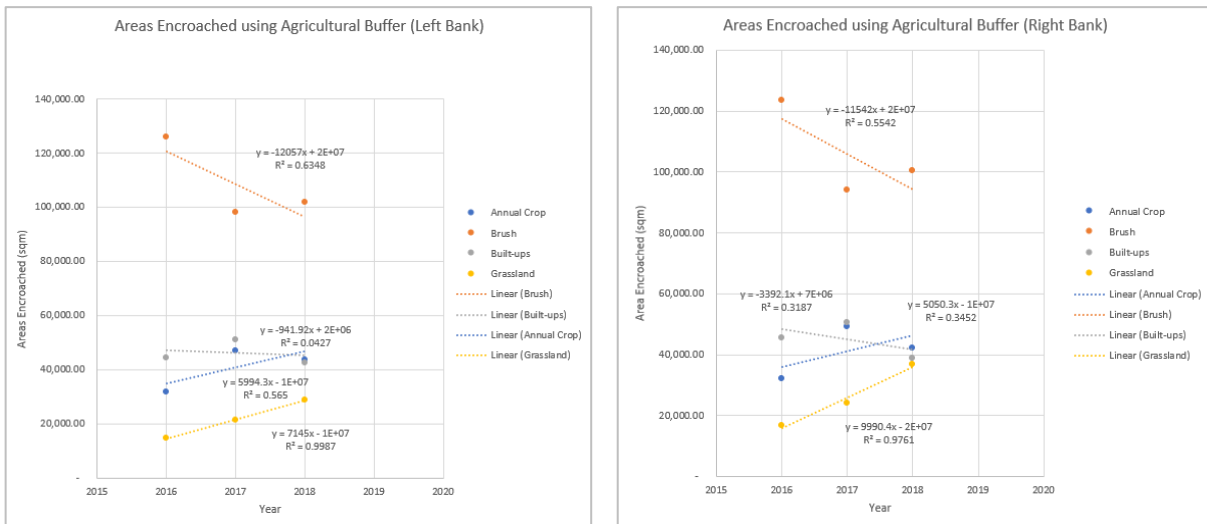 Areas Encroached using Agricultural Buffer (Left Bank)
140,000.00
120,000.00
100,000.00
80,000.00
60,000.00
40,000.00
20,000.00
-
Areas Encroached (sqm)
y = -12057x + 2E+07
R² = 0.6348
y = -941.92x + 2E+06
R² = 0.0427
y = 5994.3x - 1E+07
R² = 0.565
y = 7145x - 1E+07
R² = 0.9987
2015
2016
2017
2018
2019
2020
Year
Annual Crop
Brush
Built-ups
Grassland
Linear (Brush)
Linear (Built-ups)
Linear (Annual Crop)
Linear (Grassland)
Areas Encroached using Agricultural Buffer (Right Bank)
140,000.00
120,000.00
100,000.00
80,000.00
60,000.00
40,000.00
20,000.00
-
Area Encroached (sqm)
y = -11542x + 2E+07
R² = 0.5542
y = -3392.1x + 7E+06
R² = 0.3187
y = 5050.3x - 1E+07
R² = 0.3452
y = 9990.4x - 2E+07
R² = 0.9761
2015
2016
2017
2018
2019
2020
Year
Annual Crop
Brush
Built-ups
Grassland
Linear (Annual Crop)
Linear (Brush)
Linear (Built-ups)
Linear (Grassland)